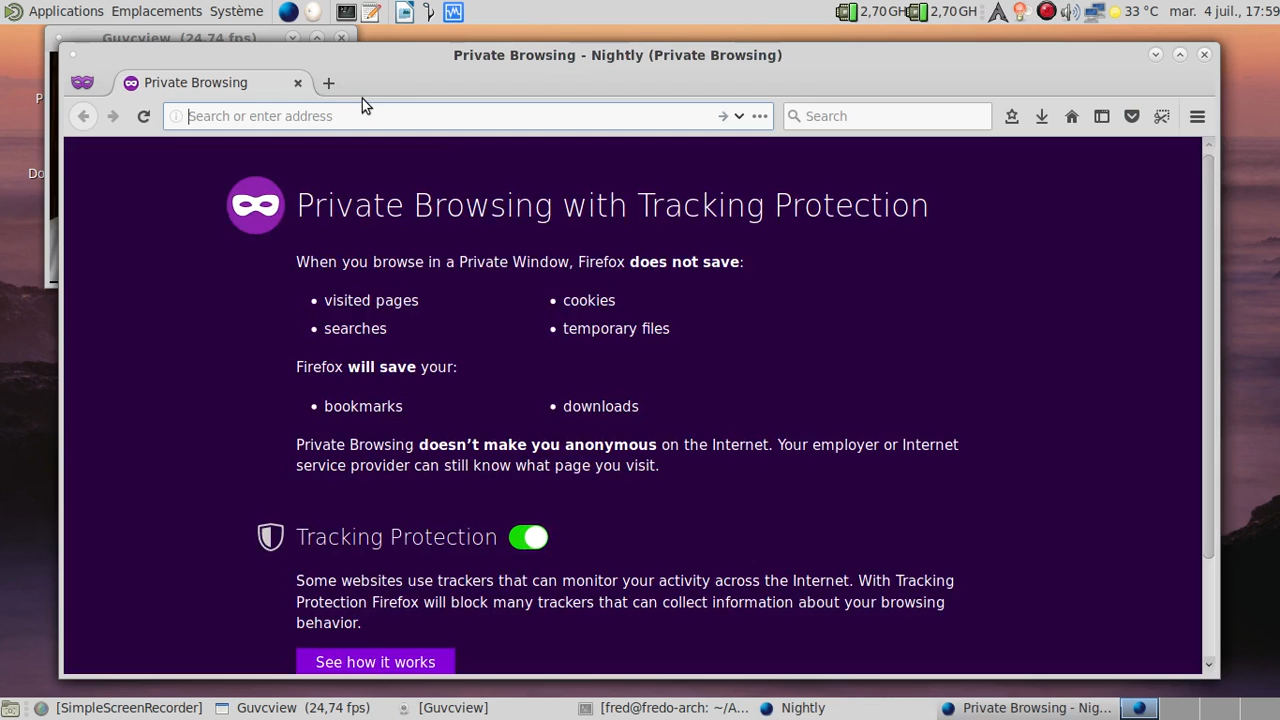 Applications Emplacements Système 2,70 GH 2,70 GH 33 °C mar. 4 juil., 17:59
Guvcview (24,74 fps)
Private Browsing - Nightly (Private Browsing)
Private Browsing
Search or enter address
Search
P
Do
Private Browsing with Tracking Protection
When you browse in a Private Window, Firefox does not save:
• visited pages
• cookies
• searches
• temporary files
Firefox will save your:
• bookmarks
• downloads
Private Browsing doesn’t make you anonymous on the Internet. Your employer or Internet
service provider can still know what page you visit.
Tracking Protection
Some websites use trackers that can monitor your activity across the Internet. With Tracking
Protection Firefox will block many trackers that can collect information about your browsing
behavior.
See how it works
[SimpleScreenRecorder] Guvcview (24,74 fps) [Guvcview] [fred@fredo-arch: ~/A... Nightly Private Browsing - Nig...